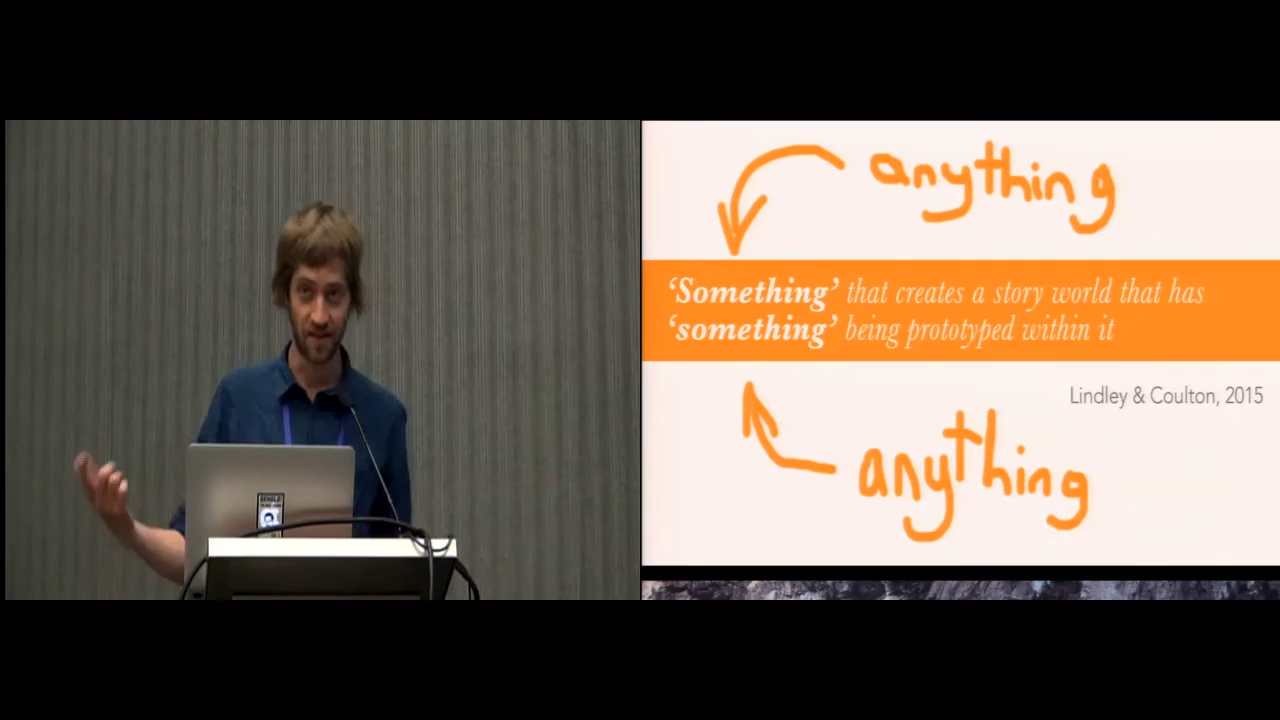 anything
‘Something’ that creates a story world that has
‘something’ being prototyped within it
Lindley & Coulton, 2015
anything